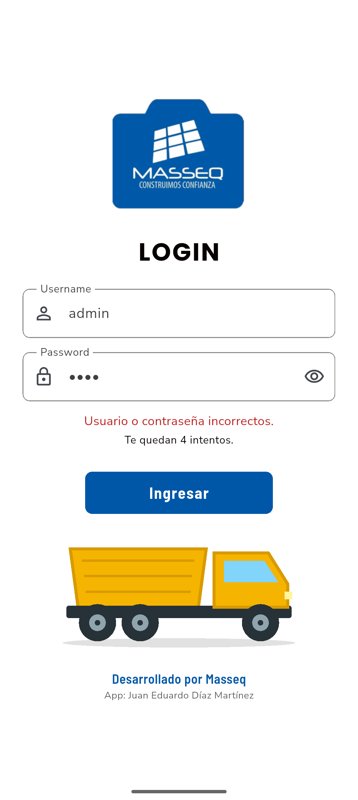 MASSEQ
CONSTRUIMOS CONFIANZA
LOGIN
Username
admin
Password
••••
Usuario o contraseña incorrectos.
Te quedan 4 intentos.
Ingresar
Desarrollado por Masseq
App: Juan Eduardo Díaz Martínez